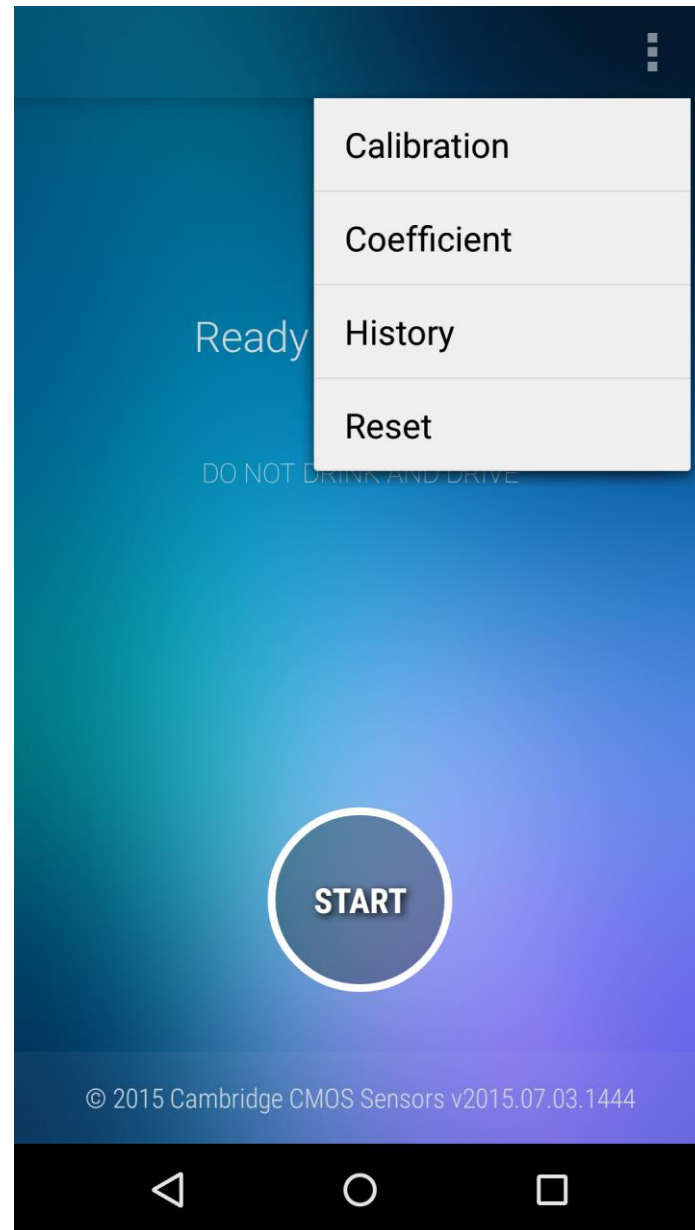 Calibration
Coefficient
Ready
History
Reset
DO NOT DRINK AND DRIVE
START
© 2015 Cambridge CMOS Sensors v2015.07.03.1444